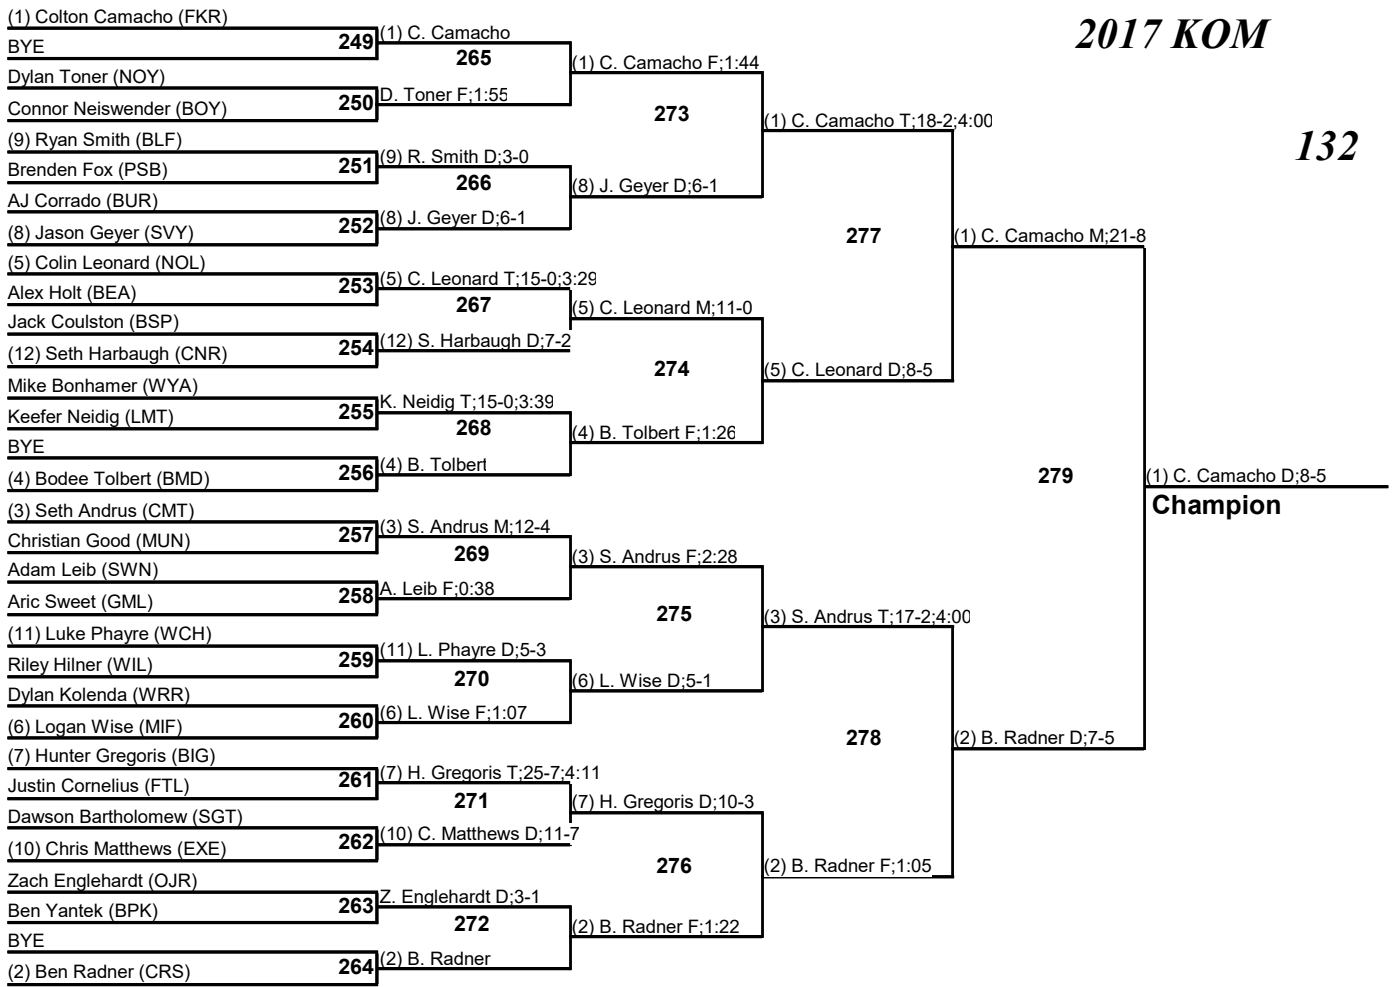 2017 KOM
132
(1) Colton Camacho (FKR)
BYE
Dylan Toner (NOY)
Connor Neiswender (BOY)
(9) Ryan Smith (BLF)
Brenden Fox (PSB)
AJ Corrado (BUR)
(8) Jason Geyer (SVY)
(5) Colin Leonard (NOL)
Alex Holt (BEA)
Jack Coulston (BSP)
(12) Seth Harbaugh (CNR)
Mike Bonhamer (WYA)
Keefer Neidig (LMT)
BYE
(4) Bodee Tolbert (BMD)
(3) Seth Andrus (CMT)
Christian Good (MUN)
Adam Leib (SWN)
Aric Sweet (GML)
(11) Luke Phayre (WCH)
Riley Hilner (WIL)
Dylan Kolenda (WRR)
(6) Logan Wise (MIF)
(7) Hunter Gregoris (BIG)
Justin Cornelius (FTL)
Dawson Bartholomew (SGT)
(10) Chris Matthews (EXE)
Zach Englehardt (OJR)
Ben Yantek (BPK)
BYE
(2) Ben Radner (CRS)
249
250
251
252
253
254
255
256
257
258
259
260
261
262
263
264
(1) C. Camacho
265
D. Toner F;1:55
(9) R. Smith D;3-0
266
(8) J. Geyer D;6-1
(5) C. Leonard T;15-0;3:29
267
(12) S. Harbaugh D;7-2
K. Neidig T;15-0;3:39
268
(4) B. Tolbert
(3) S. Andrus M;12-4
269
A. Leib F;0:38
(11) L. Phayre D;5-3
270
(6) L. Wise F;1:07
(7) H. Gregoris T;25-7;4:11
271
(10) C. Matthews D;11-7
Z. Englehardt D;3-1
272
(2) B. Radner
(1) C. Camacho F;1:44
273
(8) J. Geyer D;6-1
(5) C. Leonard M;11-0
274
(4) B. Tolbert F;1:26
(3) S. Andrus F;2:28
275
(6) L. Wise D;5-1
(7) H. Gregoris D;10-3
276
(2) B. Radner F;1:22
(1) C. Camacho T;18-2;4:00
277
(5) C. Leonard D;8-5
(3) S. Andrus T;17-2;4:00
278
(2) B. Radner F;1:05
(1) C. Camacho M;21-8
279
(2) B. Radner D;7-5
(1) C. Camacho D;8-5
Champion